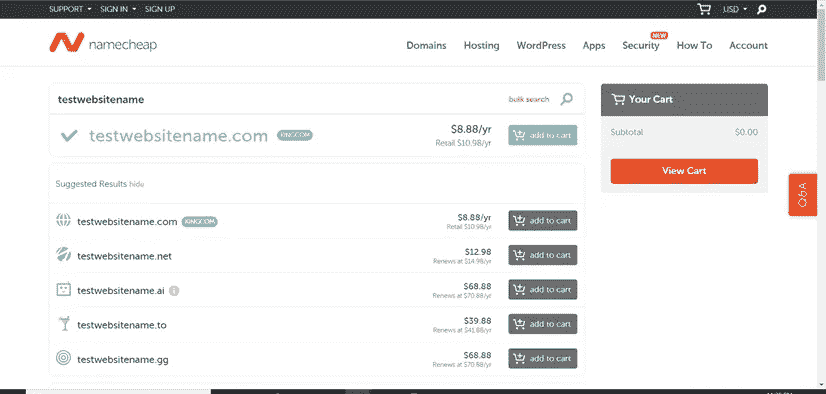 SUPPORT SIGN IN SIGN UP USD
namecheap Domains Hosting WordPress Apps Security NEW How To Account
testwebsitename bulk search
testwebsitename.com KINGCOM $8.88/yr Retail $10.98/yr add to cart
Suggested Results hide
testwebsitename.com KINGCOM $8.88/yr Retail $10.98/yr add to cart
testwebsitename.net $12.98 Renews at $14.98/yr add to cart
testwebsitename.ai $68.88 Renews at $70.88/yr add to cart
testwebsitename.to $39.88 Renews at $41.88/yr add to cart
testwebsitename.gg $68.88 Renews at $70.88/yr add to cart
Your Cart
Subtotal $0.00
View Cart
Q&A